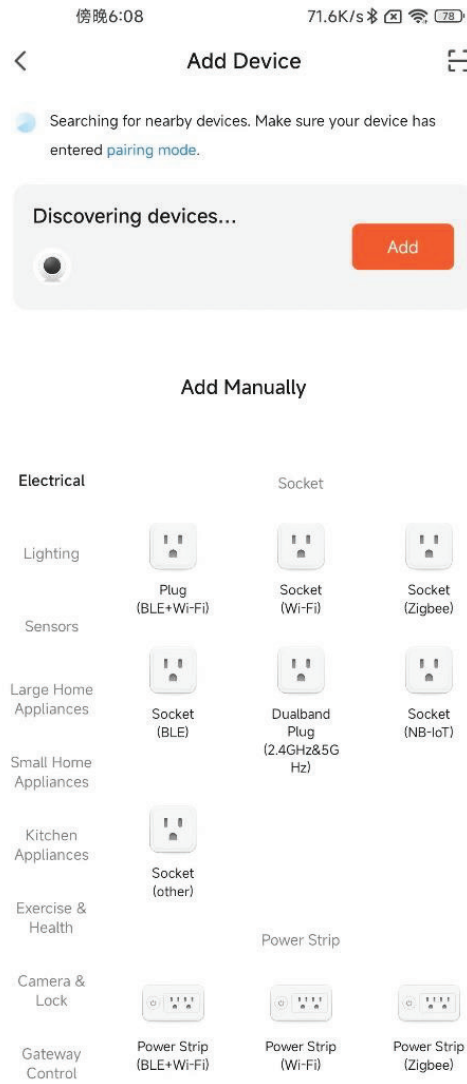 傍晚6:08
71.6K/s
78
Add Device
Searching for nearby devices. Make sure your device has
entered pairing mode.
Discovering devices...
Add
Add Manually
Electrical
Lighting
Sensors
Large Home
Appliances
Small Home
Appliances
Kitchen
Appliances
Exercise &
Health
Camera &
Lock
Gateway
Control
Socket
Plug
(BLE+Wi-Fi)
Socket
(Wi-Fi)
Socket
(Zigbee)
Socket
(BLE)
Dualband
Plug
(2.4GHz&5G
Hz)
Socket
(NB-IoT)
Socket
(other)
Power Strip
Power Strip
(BLE+Wi-Fi)
Power Strip
(Wi-Fi)
Power Strip
(Zigbee)